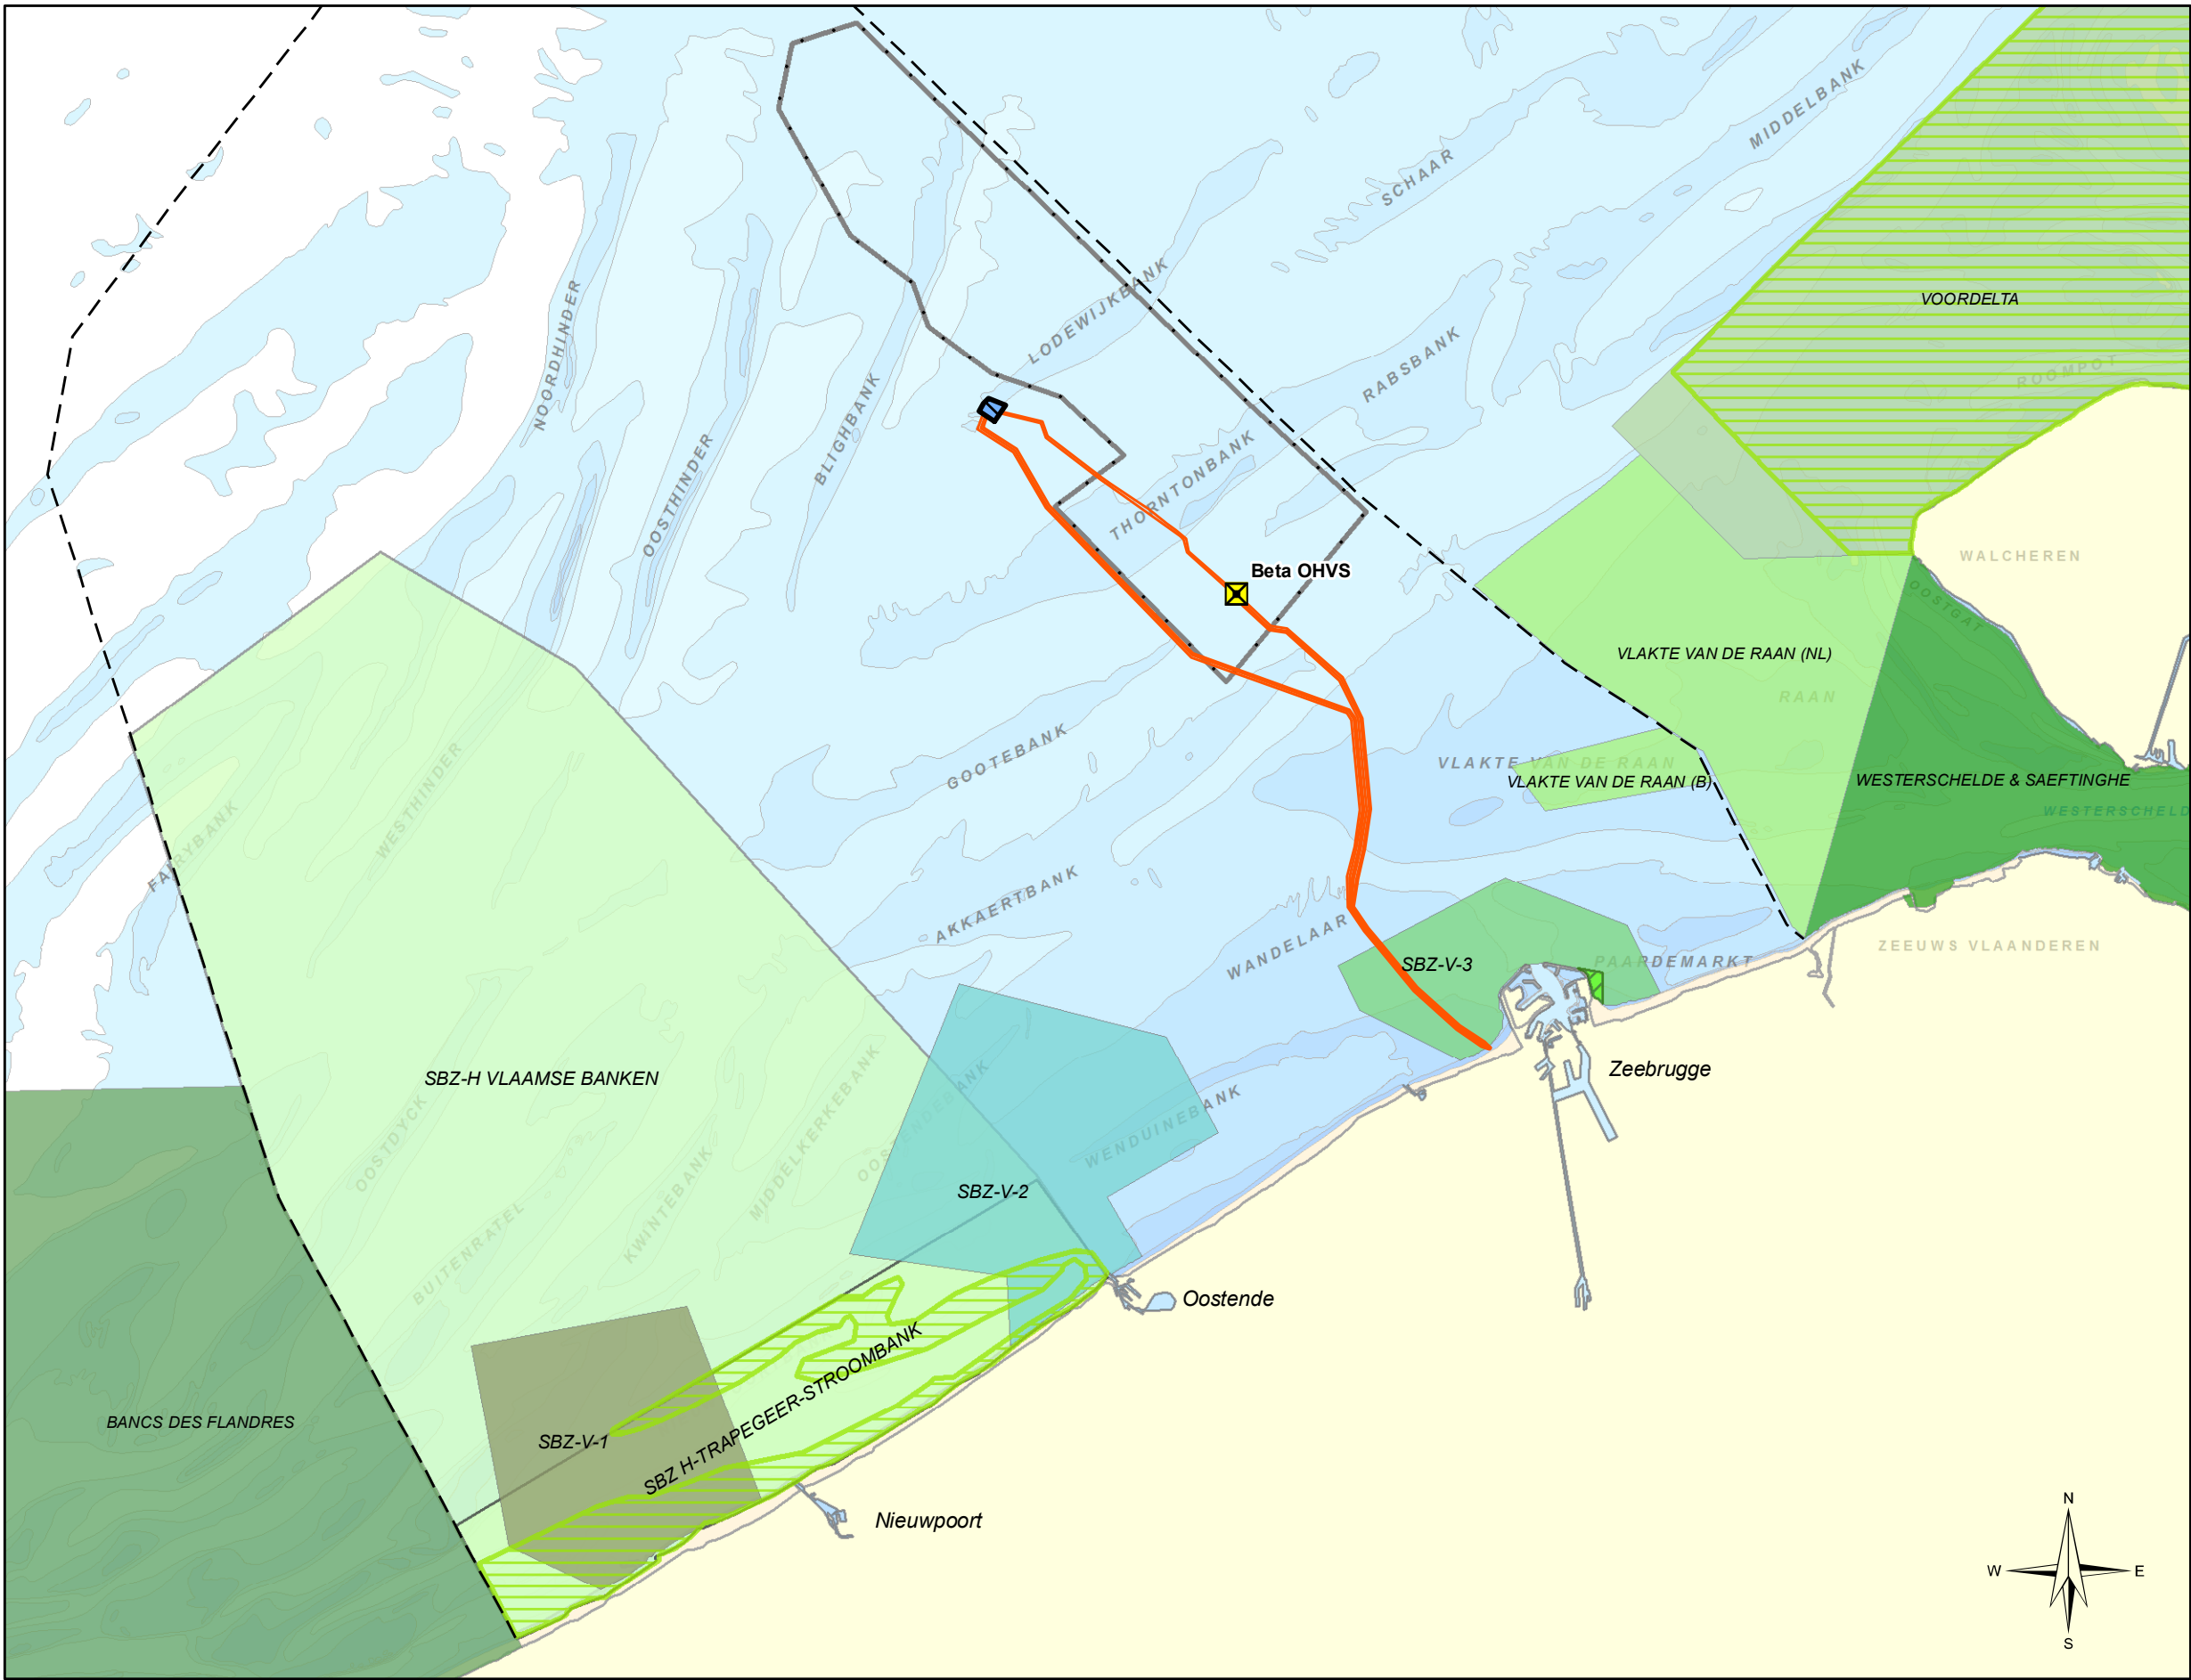 MIDDELBANK
SCHAAR
VOORDELTA
LODEWIJKBANK
NOORDHINDER
RABSBANK
ROOMPOT
BLIGHBANK
OOSTHINDER
THORNTONBANK
WALCHEREN
Beta OHVS
OOSTGAT
VLAKTE VAN DE RAAN (NL)
RAAN
GOOTEBANK
VLAKTE VAN DE RAAN
VLAKTE VAN DE RAAN (B)
WESTERSCHELDE & SAEFTINGHE
WESTERSCHELD
WESTHINDER
FAIRYBANK
AKKAERTBANK
WANDELAAR
ZEEUWS VLAANDEREN
SBZ-V-3
PAARDEMARKT
Zeebrugge
SBZ-H VLAAMSE BANKEN
OOSTDYCK
MIDDELKERKEBANK
WENDUINEBANK
KWINTEBANK
SBZ-V-2
BUITENRATEL
Oostende
SBZ H-TRAPEGEER-STROOMBANK
BANCS DES FLANDRES
SBZ-V-1
Nieuwpoort
N
W
E
S